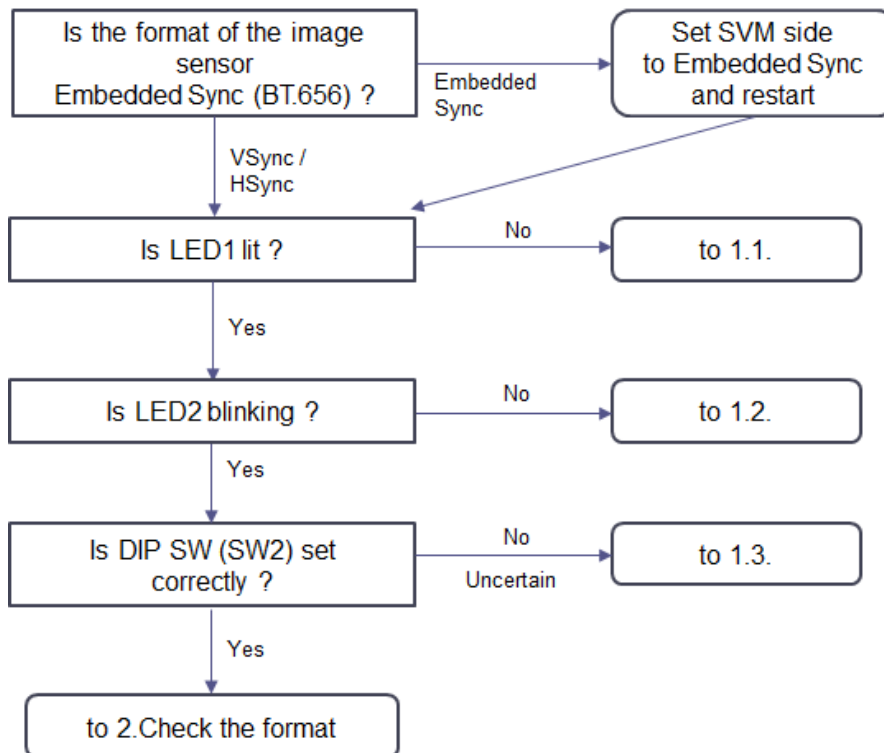 Is the format of the image
sensor
Embedded Sync (BT.656) ?
Embedded
Sync
Set SVM side
to Embedded Sync
and restart
VSync /
HSync
Is LED1 lit ?
No
to 1.1.
Yes
Is LED2 blinking ?
No
to 1.2.
Yes
Is DIP SW (SW2) set
correctly ?
No
Uncertain
to 1.3.
Yes
to 2.Check the format